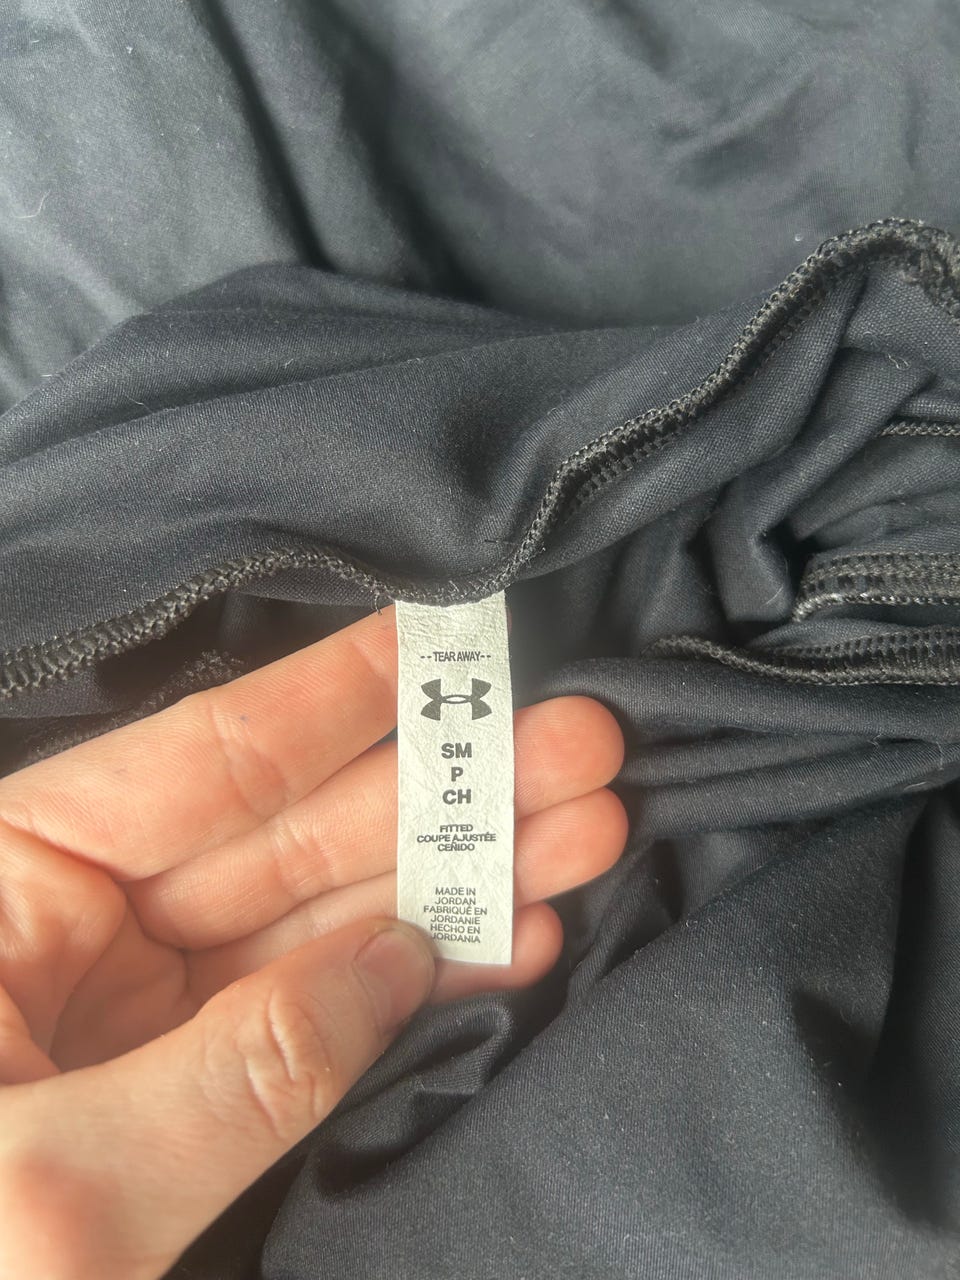 --TEAR AWAY--
SM
P
CH
FITTED
COUPE AJUSTÉE
CEÑIDO
MADE IN
JORDAN
FABRIQUÉ EN
JORDANIE
HECHO EN
JORDANIA